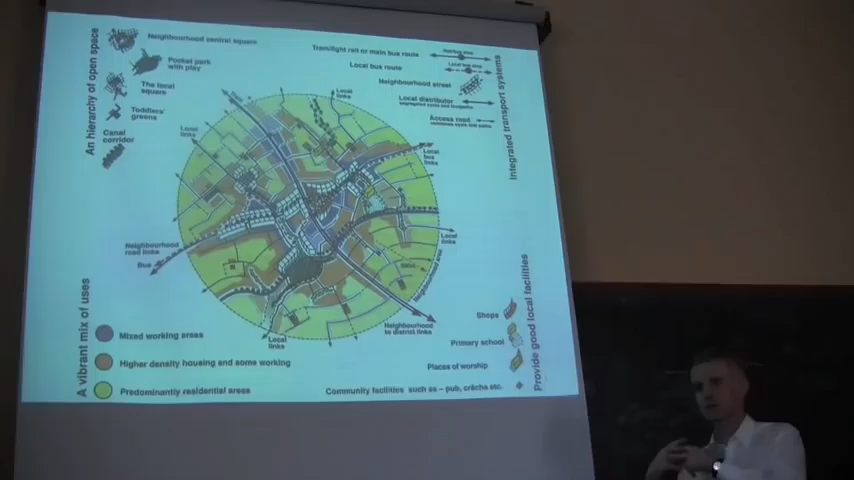 An hierarchy of open space
Neighbourhood central square
Pocket park
with play
The local
square
Toddlers'
greens
Canal
corridor
Tram/light rail or main bus route
Local bus route
Neighbourhood street
Local distributor
Access road
Integrated transport systems
Local
links
Local
links
Local
bus
links
Local
links
Neighbourhood
road links
Bus
Local
links
Neighbourhood
to district links
A vibrant mix of uses
Mixed working areas
Higher density housing and some working
Predominantly residential areas
Provide good local facilities
Shops
Primary school
Places of worship
Community facilities such as – pub, crèche etc.